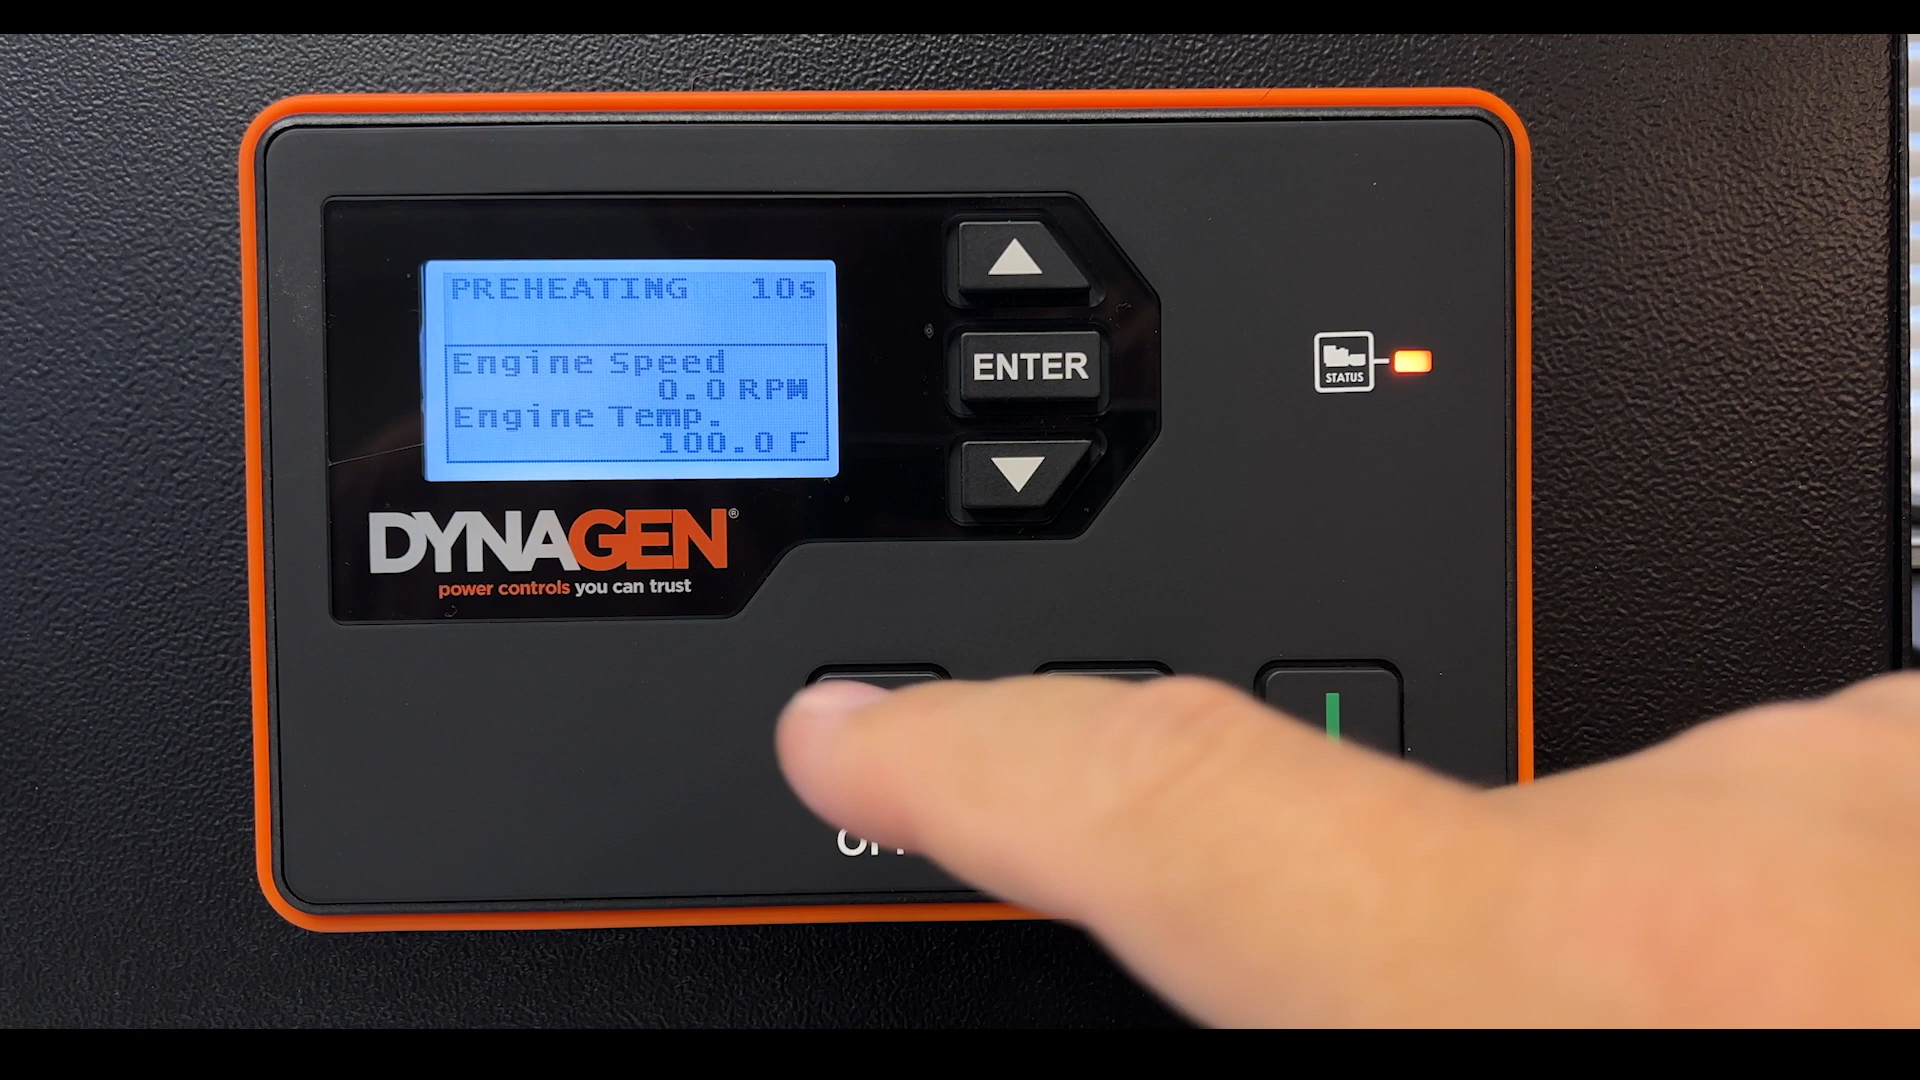 PREHEATING 10s
Engine Speed
0.0 RPM
Engine Temp.
100.0 F
ENTER
STATUS
DYNAGEN®
power controls you can trust